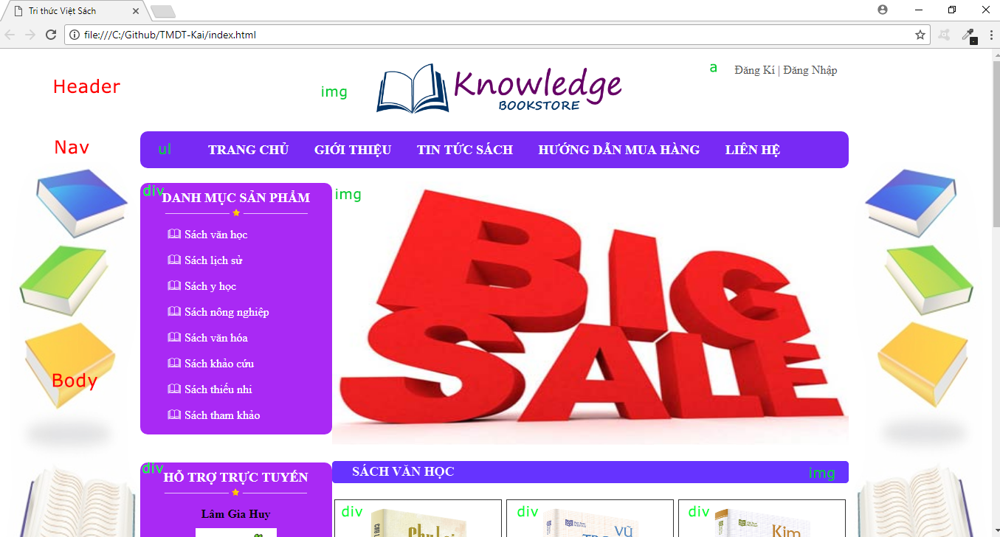 Tri thức Việt Sách
file:///C:/Github/TMDT-Kai/index.html
Header
img
Knowledge
BOOKSTORE
a
Đăng Kí | Đăng Nhập
Nav
ul
TRANG CHỦ GIỚI THIỆU TIN TỨC SÁCH HƯỚNG DẪN MUA HÀNG LIÊN HỆ
div
DANH MỤC SẢN PHẨM
Sách văn học
Sách lịch sử
Sách y học
Sách nông nghiệp
Sách văn hóa
Sách khảo cứu
Sách thiếu nhi
Sách tham khảo
img
BIG
SALE
Body
div
HỖ TRỢ TRỰC TUYẾN
Lâm Gia Huy
SÁCH VĂN HỌC
img
div
div
VŨ
div
Kim